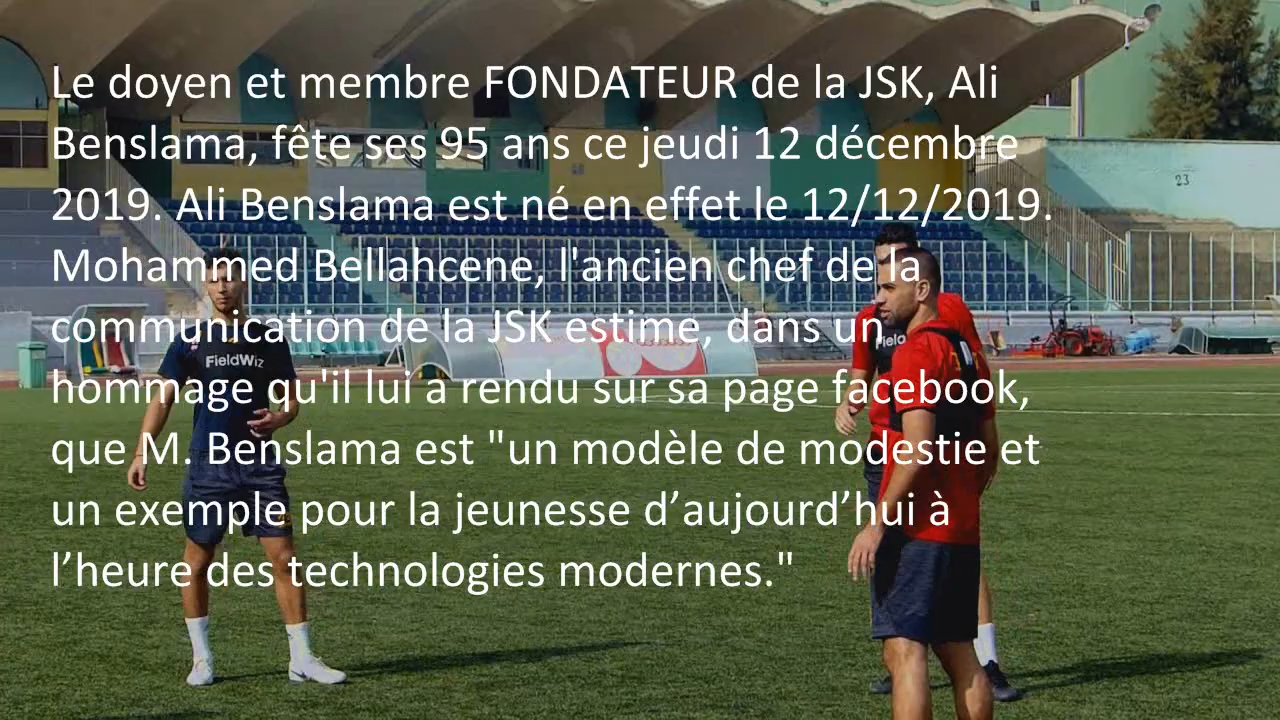 Le doyen et membre FONDATEUR de la JSK, Ali
Benslama, fête ses 95 ans ce jeudi 12 décembre
2019. Ali Benslama est né en effet le 12/12/2019.
Mohammed Bellahcene, l'ancien chef de la
communication de la JSK estime, dans un
hommage qu'il lui a rendu sur sa page facebook,
que M. Benslama est "un modèle de modestie et
un exemple pour la jeunesse d’aujourd’hui à
l’heure des technologies modernes."
23
FieldWiz
Fielo